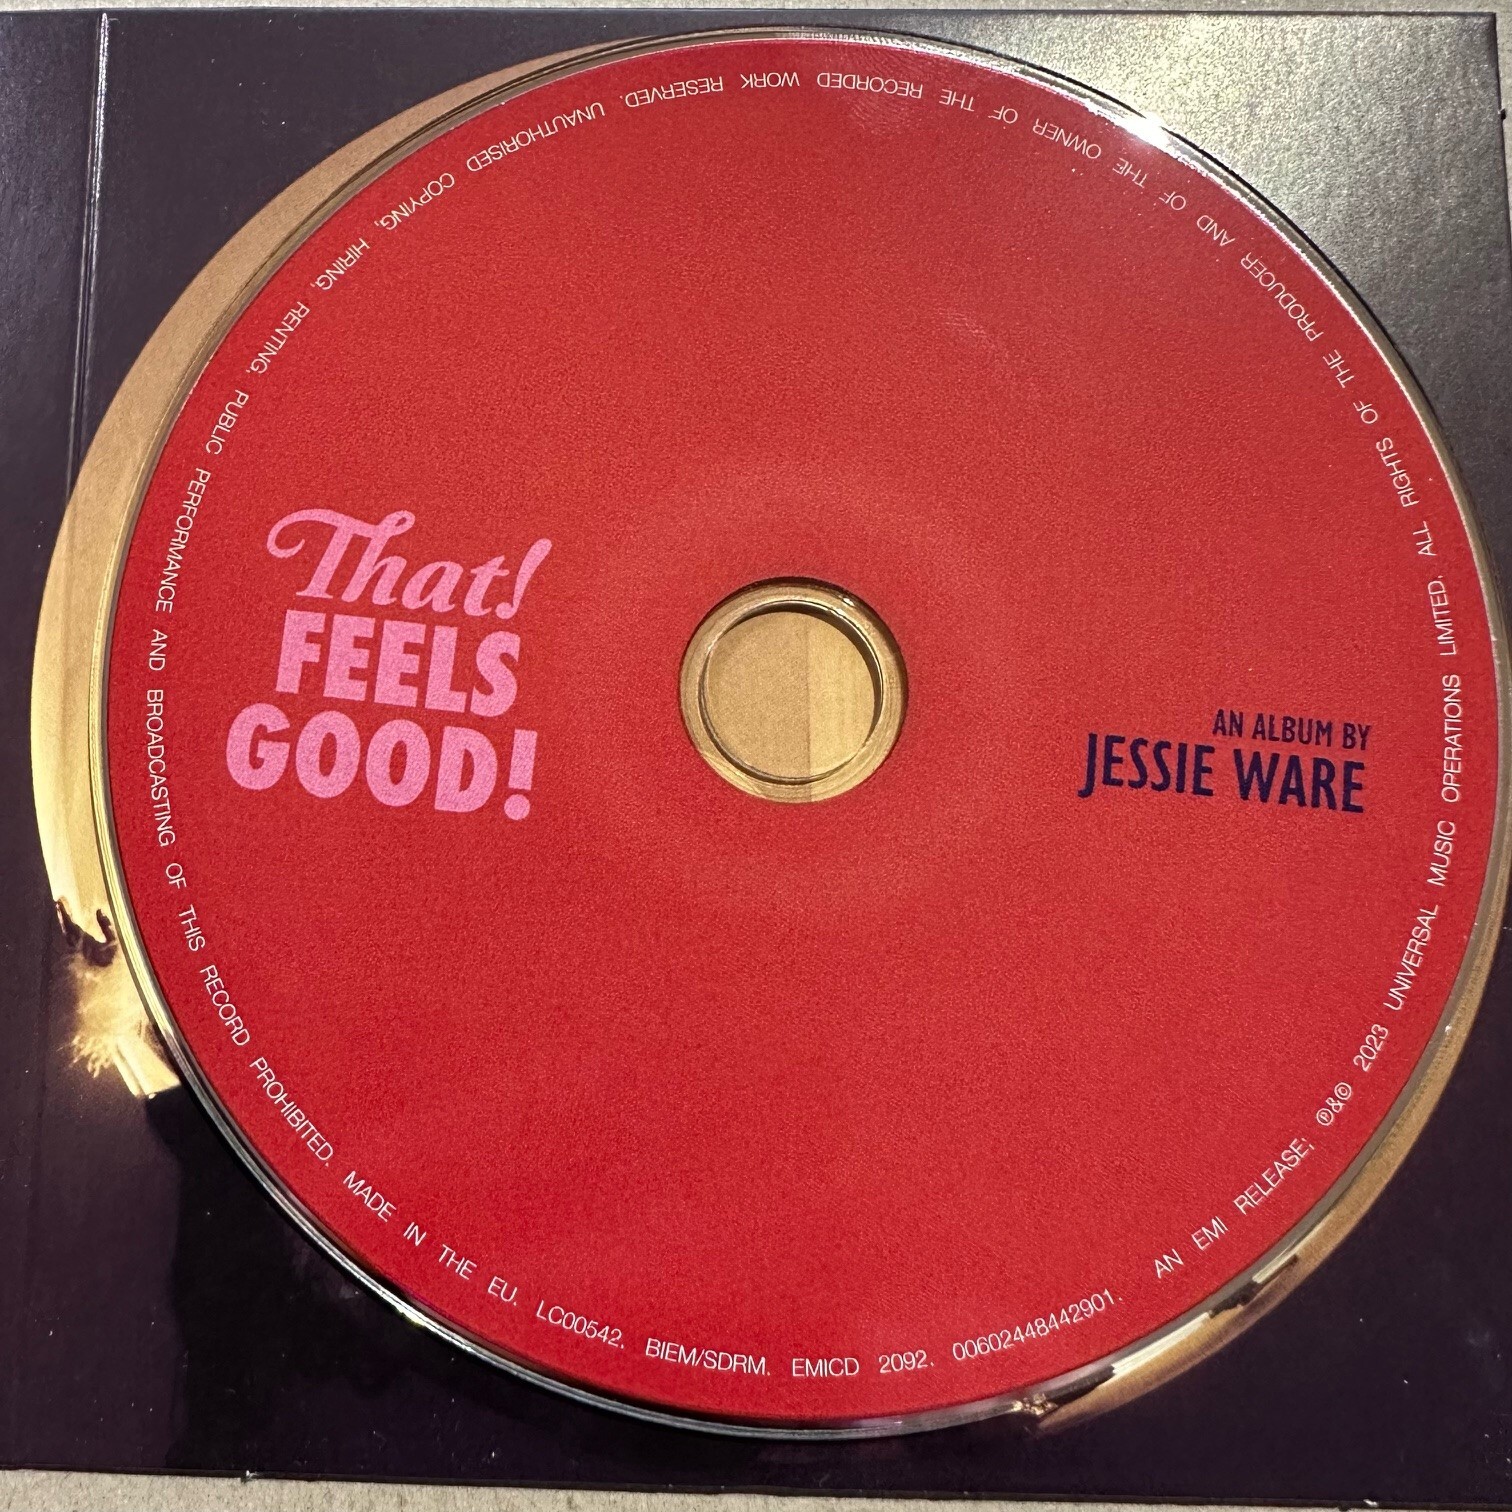 That!
FEELS
GOOD!
AN ALBUM BY
JESSIE WARE
AN EMI RELEASE; ℗&© 2023 UNIVERSAL MUSIC OPERATIONS LIMITED. ALL RIGHTS OF THE PRODUCER AND OF THE OWNER OF THE RECORDED WORK RESERVED. UNAUTHORISED COPYING, HIRING, RENTING, PUBLIC PERFORMANCE AND BROADCASTING OF THIS RECORD PROHIBITED. MADE IN THE EU. LC00542. BIEM/SDRM. EMICD 2092. 00602448442901.